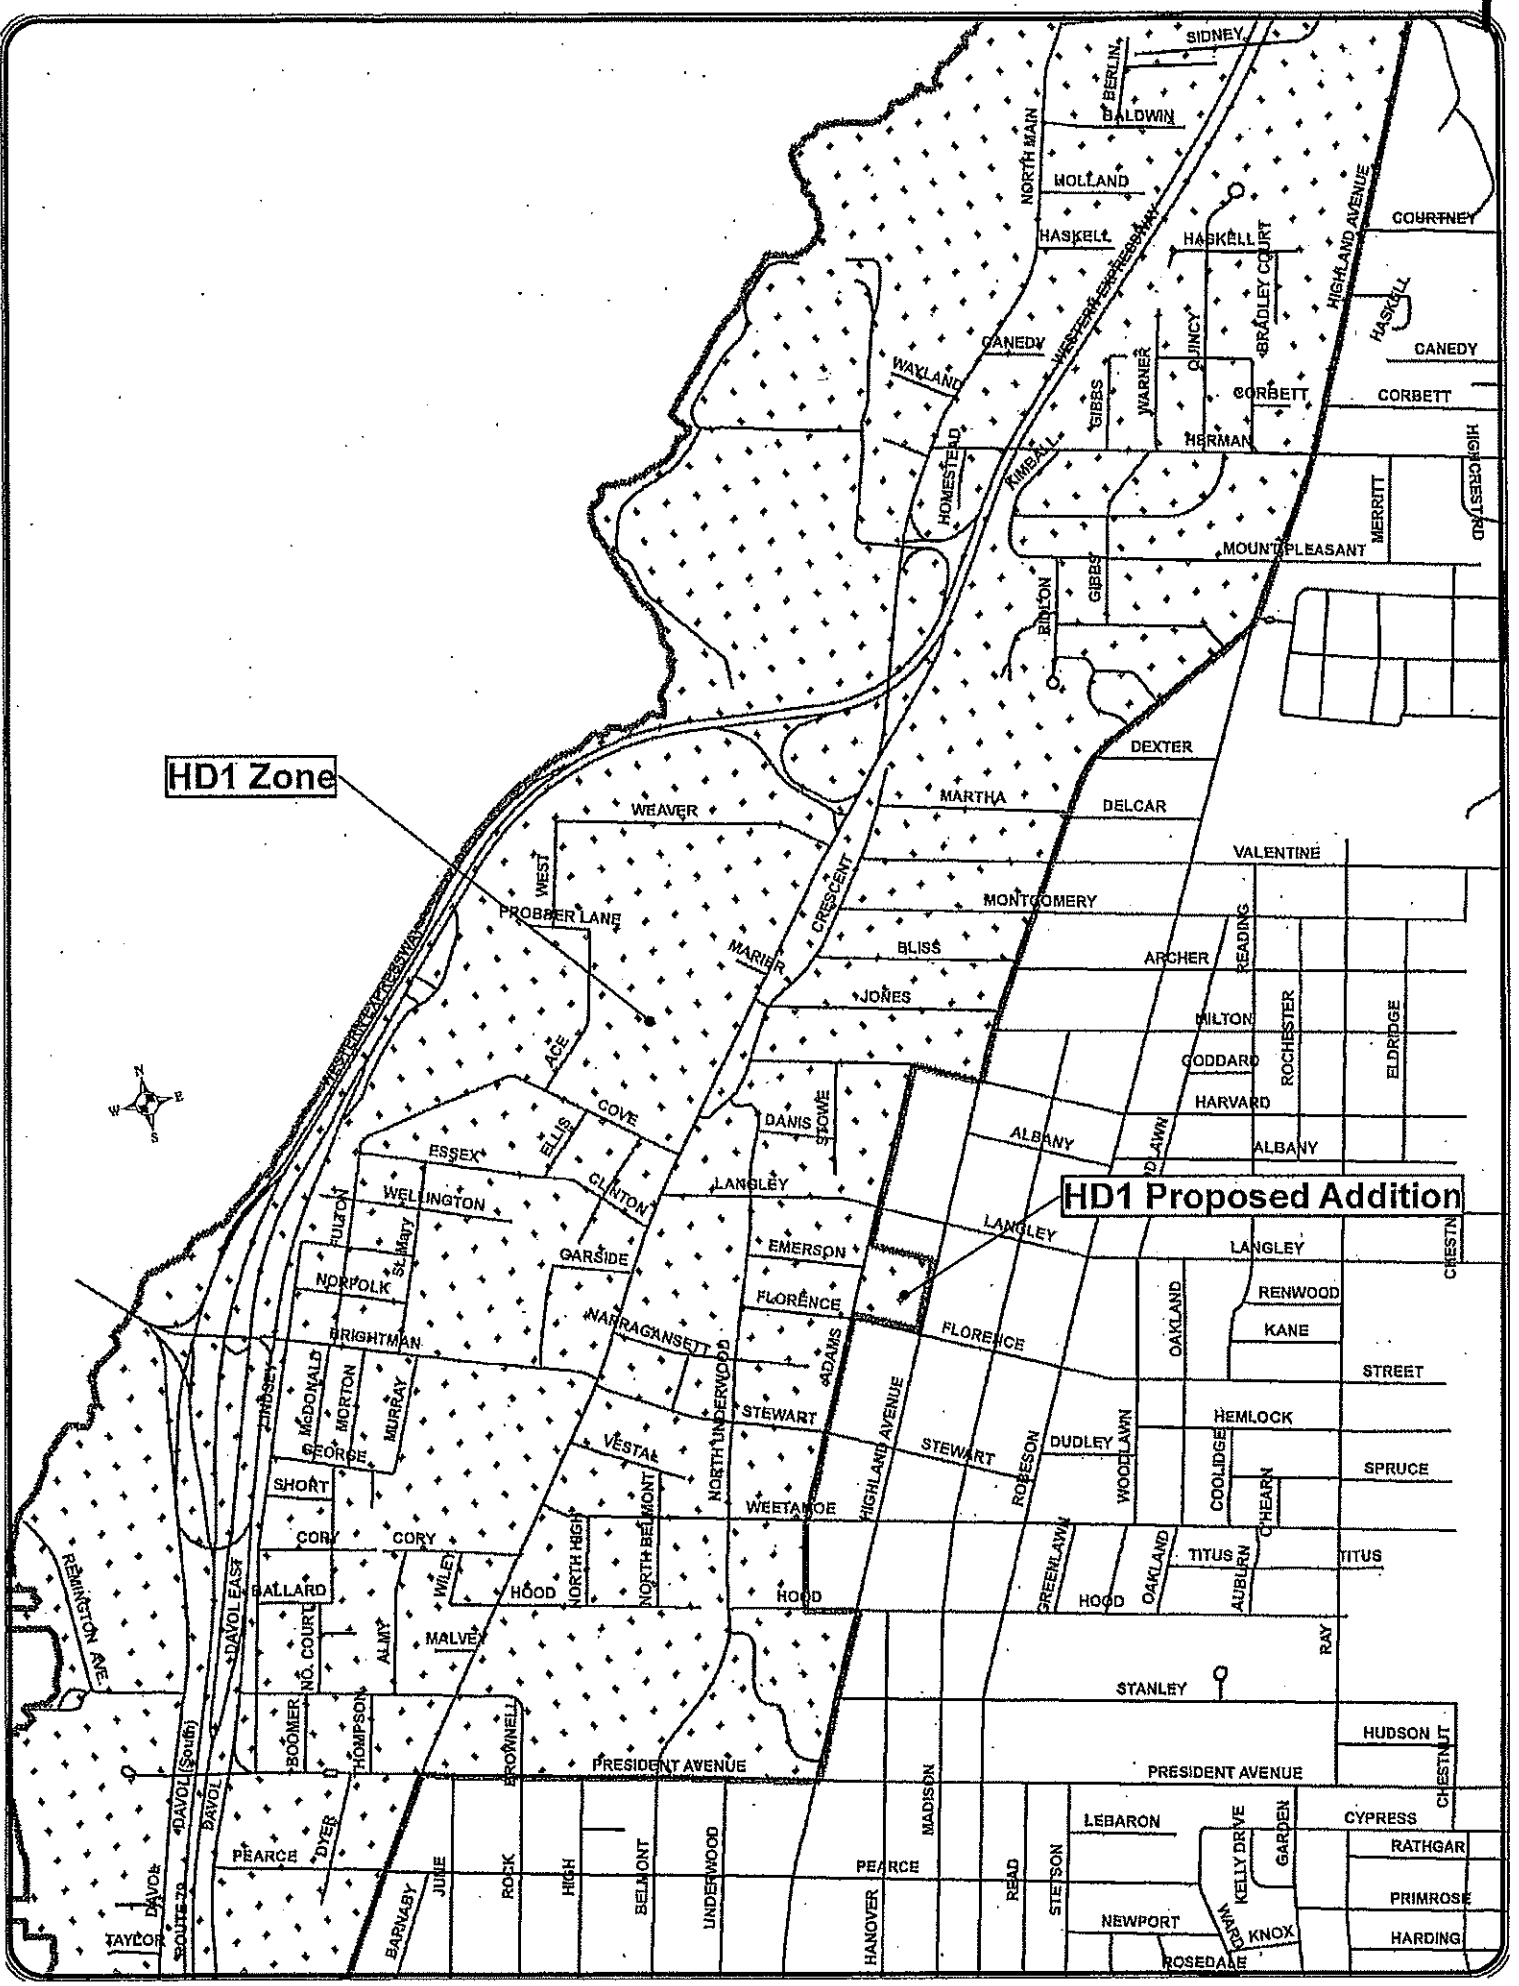 SIDNEY
BERLIN
BALDWIN
NORTH MAIN
HOLLAND
HIGHLAND AVENUE
COURTNEY
HASKELL
HASKELL
WESTERN EXPRESSWAY
BRADLEY COURT
HASKELL
QUINCY
CANEDY
CANEDY
WAYLAND
WARNER
GIBBS
CORBETT
CORBETT
HERMAN
HOMESTEAD
KIMBALL
HIGHCREST RD
MERRITT
MOUNT PLEASANT
GIBBS
RIDLON
DEXTER
HD1 Zone
MARTHA
DELCAR
WEAVER
VALENTINE
WEST
CRESCENT
MONTGOMERY
PROBBER LANE
READING
MARIER
BLISS
ARCHER
WESTERN EXPRESSWAY
JONES
HILTON
ROCHESTER
ELDRIDGE
ACE
GODDARD
N
W
E
S
COVE
HARVARD
DANIS
STOWE
ELLIS
ALBANY
ALBANY
ESSEX
CLINTON
LANGLEY
WELLINGTON
HD1 Proposed Addition
FULTON
St. Mary
LANGLEY
LANGLEY
CHESTN
GARSIDE
EMERSON
NORFOLK
FLORENCE
OAKLAND
RENWOOD
NARRAGANSETT
FLORENCE
KANE
BRIGHTMAN
ADAMS
STREET
LINDSEY
McDONALD
MORTON
MURRAY
NORTH UNDERWOOD
HIGHLAND AVENUE
STEWART
HEMLOCK
GEORGE
VESTAL
STEWART
ROBESON
DUDLEY
WOODLAWN
COOLIDGE
SPRUCE
SHORT
O'HEARN
NORTH BELMONT
WEETAMOE
CORY
CORY
NORTH HIGH
REMINGTON AVE.
DAVOL EAST
BALLARD
WILEY
HOOD
HOOD
GREENLAWN
HOOD
OAKLAND
TITUS
AUBURN
TITUS
NO. COURT
ALMY
MALVEY
RAY
STANLEY
BOOMER
THOMPSON
BROWNELL
HUDSON
CHESTNUT
DAVOL (South)
PRESIDENT AVENUE
PRESIDENT AVENUE
DAVOL
MADISON
DYER
LEBARON
KELLY DRIVE
GARDEN
CYPRESS
RATHGAR
PEARCE
PEARCE
DAVOL
ROUTE 79
JUNE
ROCK
HIGH
BELMONT
UNDERWOOD
READ
STETSON
BARNABY
HANOVER
NEWPORT
WARD
KNOX
PRIMROSE
TAYLOR
HARDING
ROSEDALE